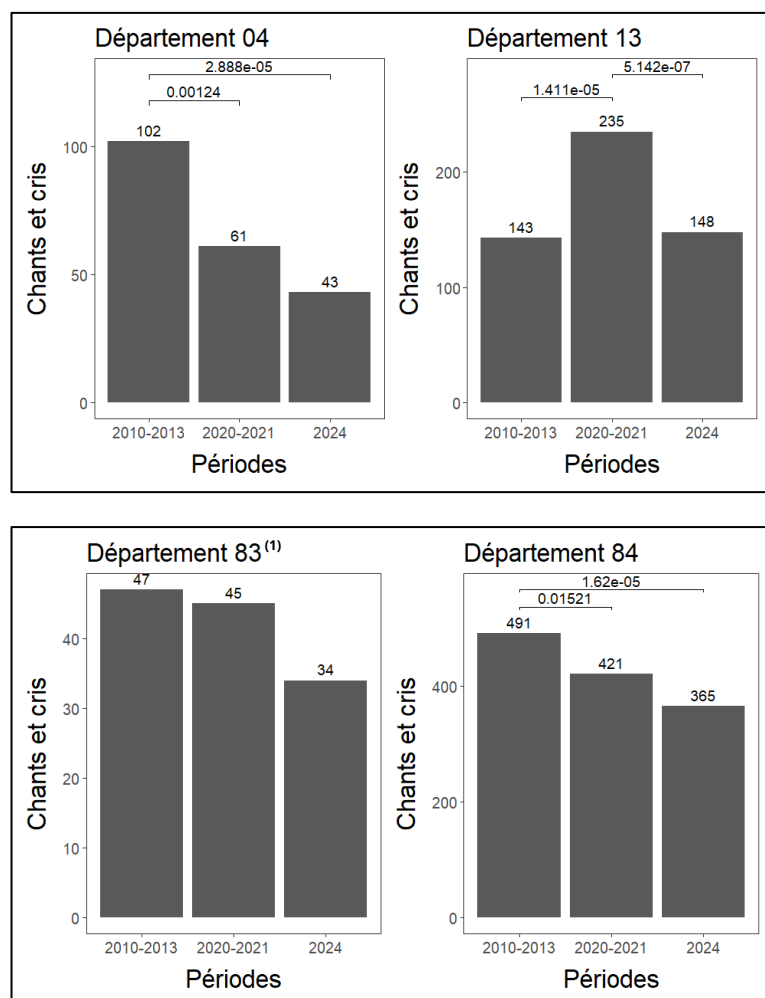 Département 04
2.888e-05
0.00124
102
61
43
100
50
0
Chants et cris
2010-2013 2020-2021 2024
Périodes
Département 13
5.142e-07
1.411e-05
235
143
148
200
100
0
Chants et cris
2010-2013 2020-2021 2024
Périodes
Département 83(1)
47
45
34
40
30
20
10
0
Chants et cris
2010-2013 2020-2021 2024
Périodes
Département 84
1.62e-05
0.01521
491
421
365
400
200
0
Chants et cris
2010-2013 2020-2021 2024
Périodes